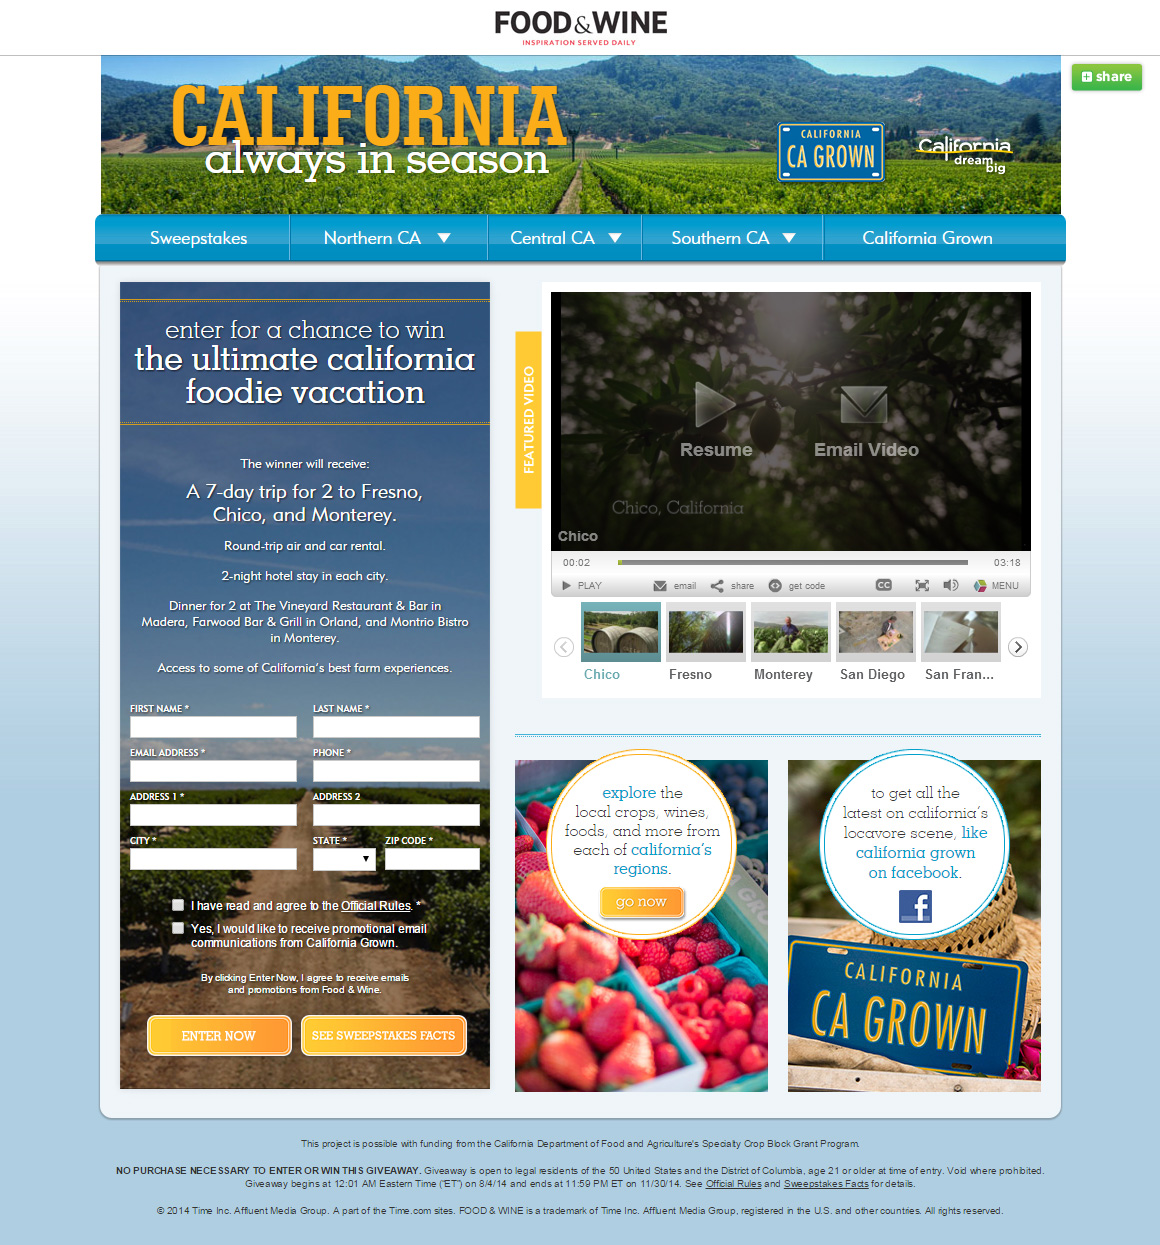 FOOD & WINE
INSPIRATION SERVED DAILY
share
CALIFORNIA
always in season
CALIFORNIA
CA GROWN
California
dream
big
Sweepstakes
Northern CA
Central CA
Southern CA
California Grown
enter for a chance to win
the ultimate california
foodie vacation
The winner will receive:
A 7-day trip for 2 to Fresno,
Chico, and Monterey.
Round-trip air and car rental.
2-night hotel stay in each city.
Dinner for 2 at The Vineyard Restaurant & Bar in
Madera, Farwood Bar & Grill in Orland, and Montrio Bistro
in Monterey.
Access to some of California's best farm experiences.
FIRST NAME *
LAST NAME *
EMAIL ADDRESS *
PHONE *
ADDRESS 1 *
ADDRESS 2
CITY *
STATE *
ZIP CODE *
I have read and agree to the Official Rules. *
Yes, I would like to receive promotional email
communications from California Grown.
By clicking Enter Now, I agree to receive emails
and promotions from Food & Wine.
ENTER NOW
SEE SWEEPSTAKES FACTS
FEATURED VIDEO
Resume
Email Video
Chico, California
Chico
00:02
03:18
PLAY
email
share
get code
CC
MENU
Chico
Fresno
Monterey
San Diego
San Fran...
explore the
local crops, wines,
foods, and more from
each of california's
regions.
go now
to get all the
latest on california's
locavore scene, like
california grown
on facebook.
f
CALIFORNIA
CA GROWN
This project is possible with funding from the California Department of Food and Agriculture's Specialty Crop Block Grant Program.
NO PURCHASE NECESSARY TO ENTER OR WIN THIS GIVEAWAY. Giveaway is open to legal residents of the 50 United States and the District of Columbia, age 21 or older at time of entry. Void where prohibited.
Giveaway begins at 12:01 AM Eastern Time ("ET") on 8/4/14 and ends at 11:59 PM ET on 11/30/14. See Official Rules and Sweepstakes Facts for details.
© 2014 Time Inc. Affluent Media Group. A part of the Time.com sites. FOOD & WINE is a trademark of Time Inc. Affluent Media Group, registered in the U.S. and other countries. All rights reserved.